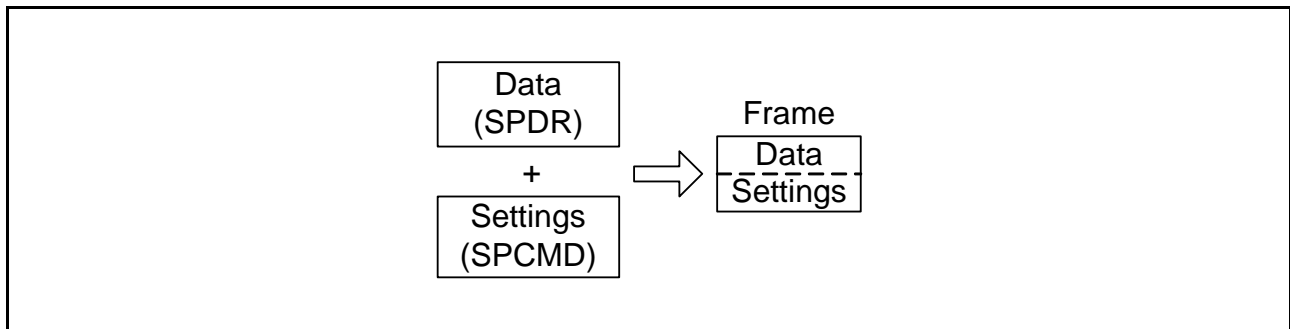 Data
(SPDR)
+
Settings
(SPCMD)
Frame
Data
Settings